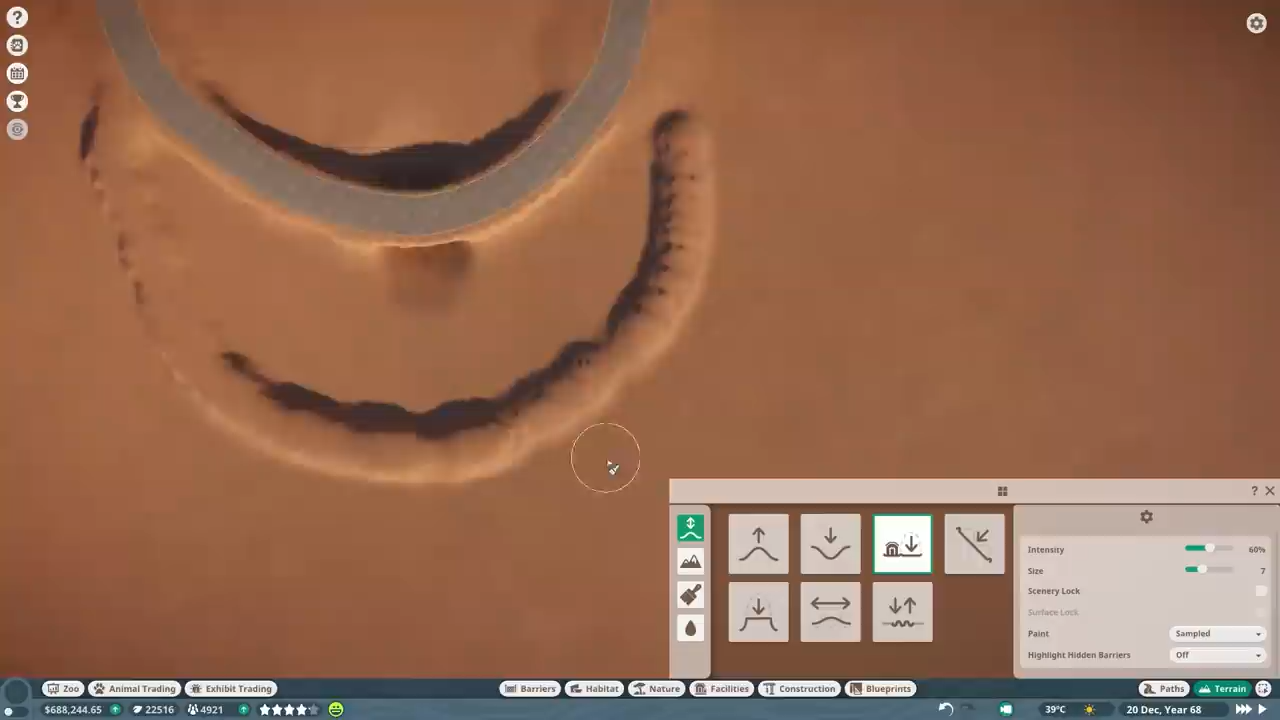 ?
? ×
Intensity 60%
Size 7
Scenery Lock
Surface Lock
Paint Sampled
Highlight Hidden Barriers Off
Zoo Animal Trading Exhibit Trading Barriers Habitat Nature Facilities Construction Blueprints Paths Terrain
$688,244.65 22516 4921 39°C 20 Dec, Year 68